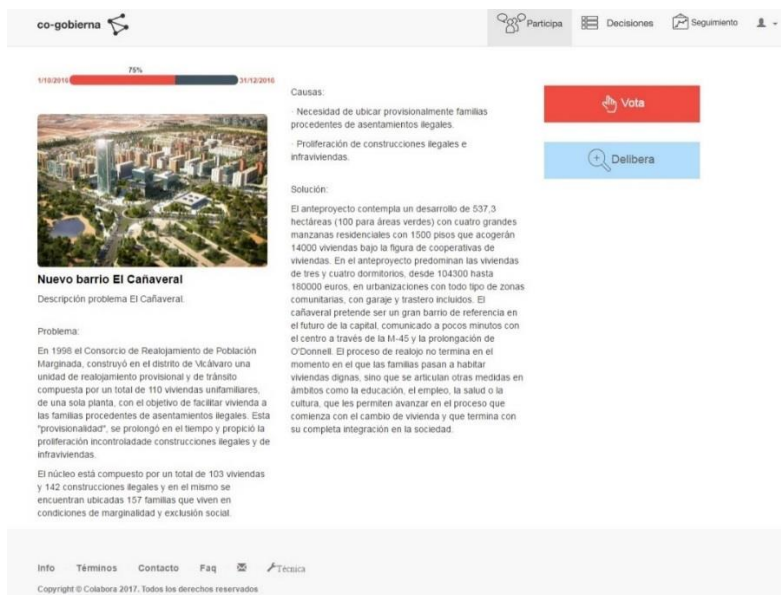 co-gobierna
Participa
Decisiones
Seguimiento
75%
1/10/2016
31/12/2016
Nuevo barrio El Cañaveral
Descripción problema El Cañaveral.
Problema:
En 1998 el Consorcio de Realojamiento de Población
Marginada, construyó en el distrito de Vicálvaro una
unidad de realojamiento provisional y de tránsito
compuesta por un total de 110 viviendas unifamiliares,
de una sola planta, con el objetivo de facilitar vivienda a
las familias procedentes de asentamientos ilegales. Esta
"provisionalidad", se prolongó en el tiempo y propició la
proliferación incontroladade construcciones ilegales y de
infraviviendas.
El núcleo está compuesto por un total de 103 viviendas
y 142 construcciones ilegales y en el mismo se
encuentran ubicadas 157 familias que viven en
condiciones de marginalidad y exclusión social.
Causas:
- Necesidad de ubicar provisionalmente familias
procedentes de asentamientos ilegales.
- Proliferación de construcciones ilegales e
infraviviendas.
Solución:
El anteproyecto contempla un desarrollo de 537,3
hectáreas (100 para áreas verdes) con cuatro grandes
manzanas residenciales con 1500 pisos que acogerán
14000 viviendas bajo la figura de cooperativas de
viviendas. En el anteproyecto predominan las viviendas
de tres y cuatro dormitorios, desde 104300 hasta
180000 euros, en urbanizaciones con todo tipo de zonas
comunitarias, con garaje y trastero incluidos. El
cañaveral pretende ser un gran barrio de referencia en
el futuro de la capital, comunicado a pocos minutos con
el centro a través de la M-45 y la prolongación de
O'Donnell. El proceso de realojo no termina en el
momento en el que las familias pasan a habitar
viviendas dignas, sino que se articulan otras medidas en
ámbitos como la educación, el empleo, la salud o la
cultura, que les permiten avanzar en el proceso que
comienza con el cambio de vivienda y que termina con
su completa integración en la sociedad.
Vota
Delibera
Info Términos Contacto Faq Técnica
Copyright © Colabora 2017. Todos los derechos reservados